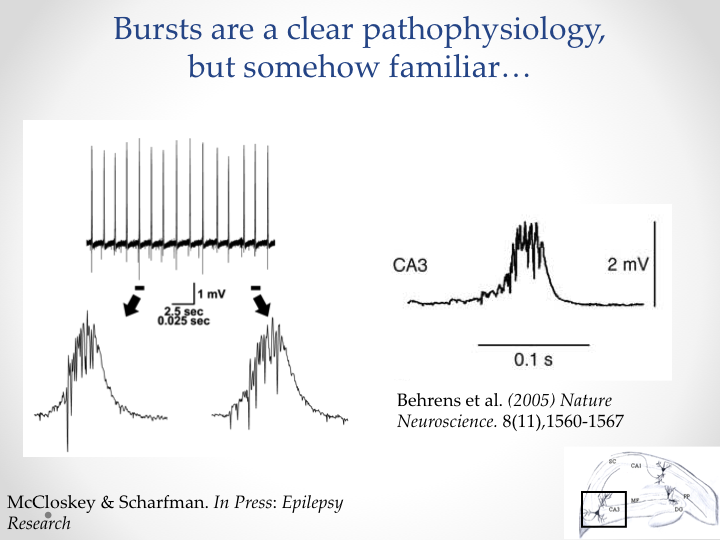 Bursts are a clear pathophysiology,
but somehow familiar…
1 mV
2.5 sec
0.025 sec
CA3
2 mV
0.1 s
Behrens et al. (2005) Nature
Neuroscience. 8(11),1560-1567
McCloskey & Scharfman. In Press: Epilepsy
Research
SC
CA1
MF
PP
CA3
DG